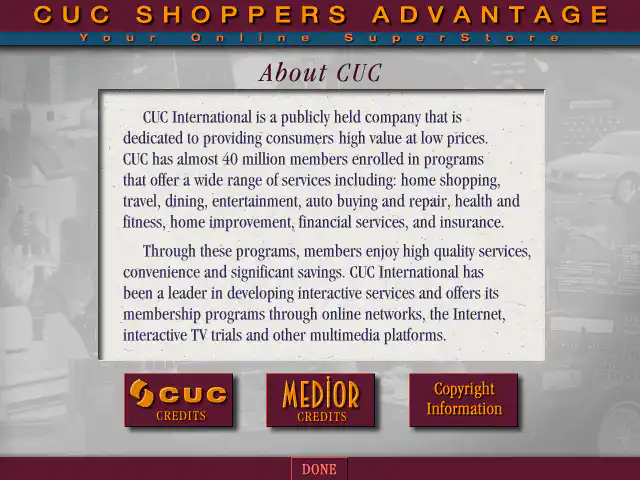 CUC SHOPPERS ADVANTAGE
Your Online SuperStore
About CUC
CUC International is a publicly held company that is
dedicated to providing consumers high value at low prices.
CUC has almost 40 million members enrolled in programs
that offer a wide range of services including: home shopping,
travel, dining, entertainment, auto buying and repair, health and
fitness, home improvement, financial services, and insurance.
Through these programs, members enjoy high quality services,
convenience and significant savings. CUC International has
been a leader in developing interactive services and offers its
membership programs through online networks, the Internet,
interactive TV trials and other multimedia platforms.
CUC
CREDITS
MEDIOR
CREDITS
Copyright
Information
DONE